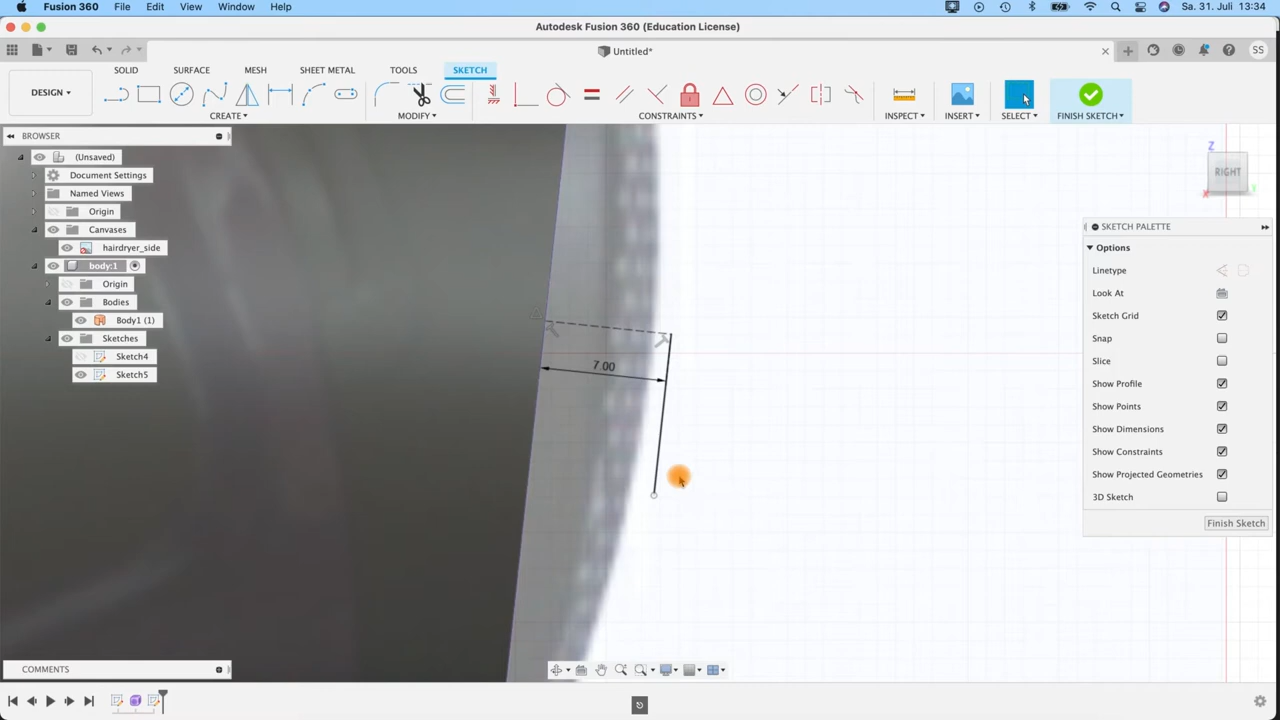 Fusion 360 File Edit View Window Help Sa. 31. Juli 13:34
Autodesk Fusion 360 (Education License)
Untitled* SS
SOLID SURFACE MESH SHEET METAL TOOLS SKETCH
DESIGN
CREATE MODIFY CONSTRAINTS INSPECT INSERT SELECT FINISH SKETCH
BROWSER
(Unsaved)
Document Settings
Named Views
Origin
Canvases
hairdryer_side
body:1
Origin
Bodies
Body1 (1)
Sketches
Sketch4
Sketch5
7.00
Z
RIGHT
X Y
SKETCH PALETTE
Options
Linetype
Look At
Sketch Grid
Snap
Slice
Show Profile
Show Points
Show Dimensions
Show Constraints
Show Projected Geometries
3D Sketch
Finish Sketch
COMMENTS